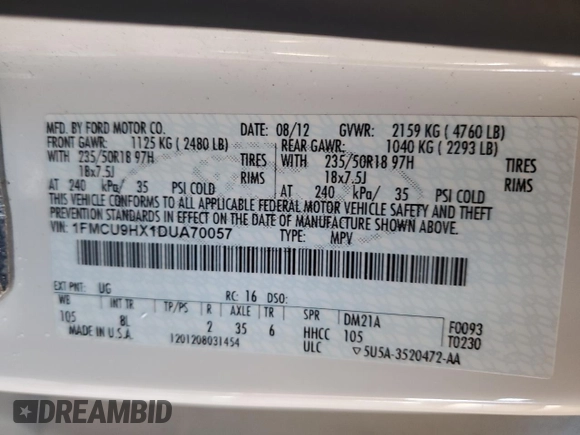 MFD. BY FORD MOTOR CO. DATE: 08/12 GVWR: 2159 KG (4760 LB)
FRONT GAWR: 1125 KG (2480 LB) REAR GAWR: 1040 KG (2293 LB)
WITH 235/50R18 97H TIRES WITH 235/50R18 97H TIRES
18x7.5J RIMS 18x7.5J RIMS
AT 240 kPa/ 35 PSI COLD AT 240 kPa/ 35 PSI COLD
THIS VEHICLE CONFORMS TO ALL APPLICABLE FEDERAL MOTOR VEHICLE SAFETY AND THEFT
PREVENTION STANDARDS IN EFFECT ON THE DATE OF MANUFACTURE SHOWN ABOVE.
VIN: 1FMCU9HX1DUA70057 TYPE: MPV
EXT PNT: UG RC: 16 DSO:
WB INT TR TP/PS R AXLE TR SPR DM21A F0093
105 8L 2 35 6 HHCC 105 T0230
MADE IN U.S.A. 1201208031454 ULC ▽5U5A-3520472-AA
DREAMBID